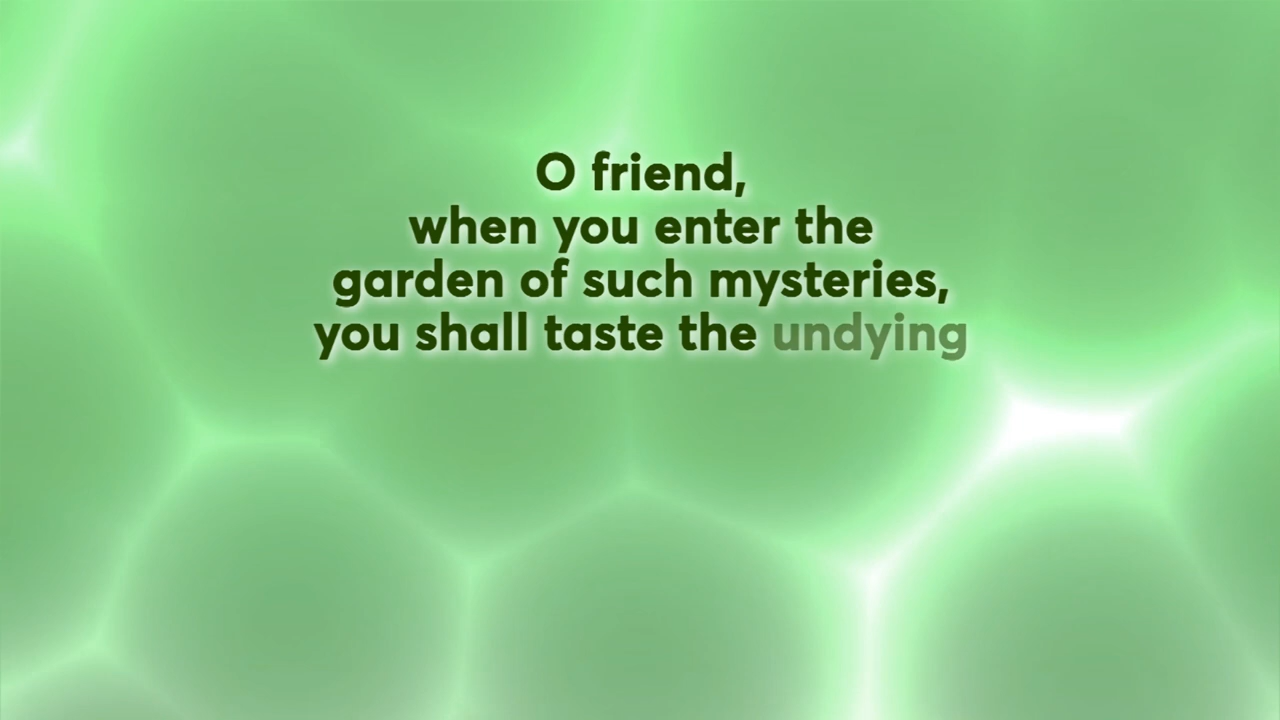 O friend,
when you enter the
garden of such mysteries,
you shall taste the undying